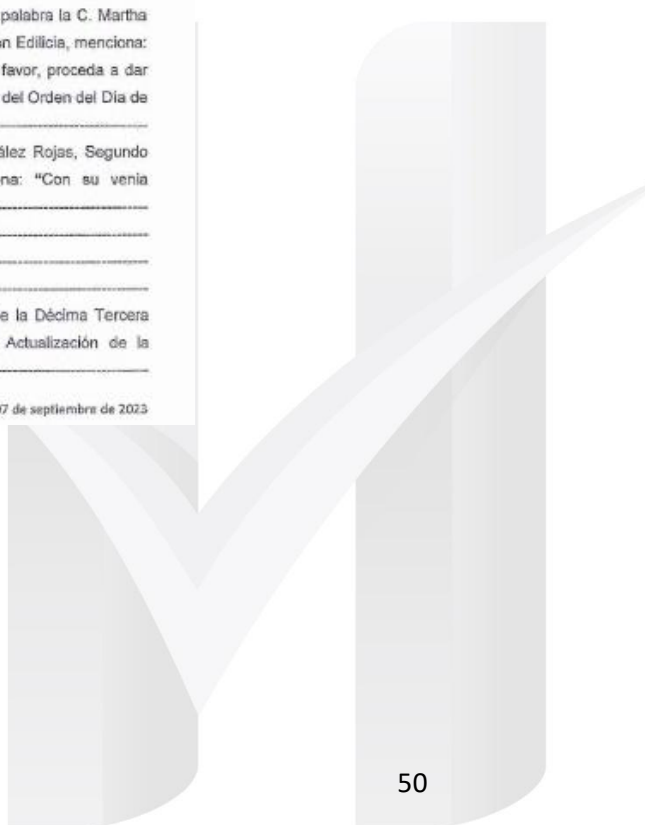 palabra la C. Martha
n Edilicia, menciona:
favor, proceda a dar
del Orden del Día de
ález Rojas, Segundo
na: "Con su venia
e la Décima Tercera
Actualización de la
07 de septiembre de 2023
50